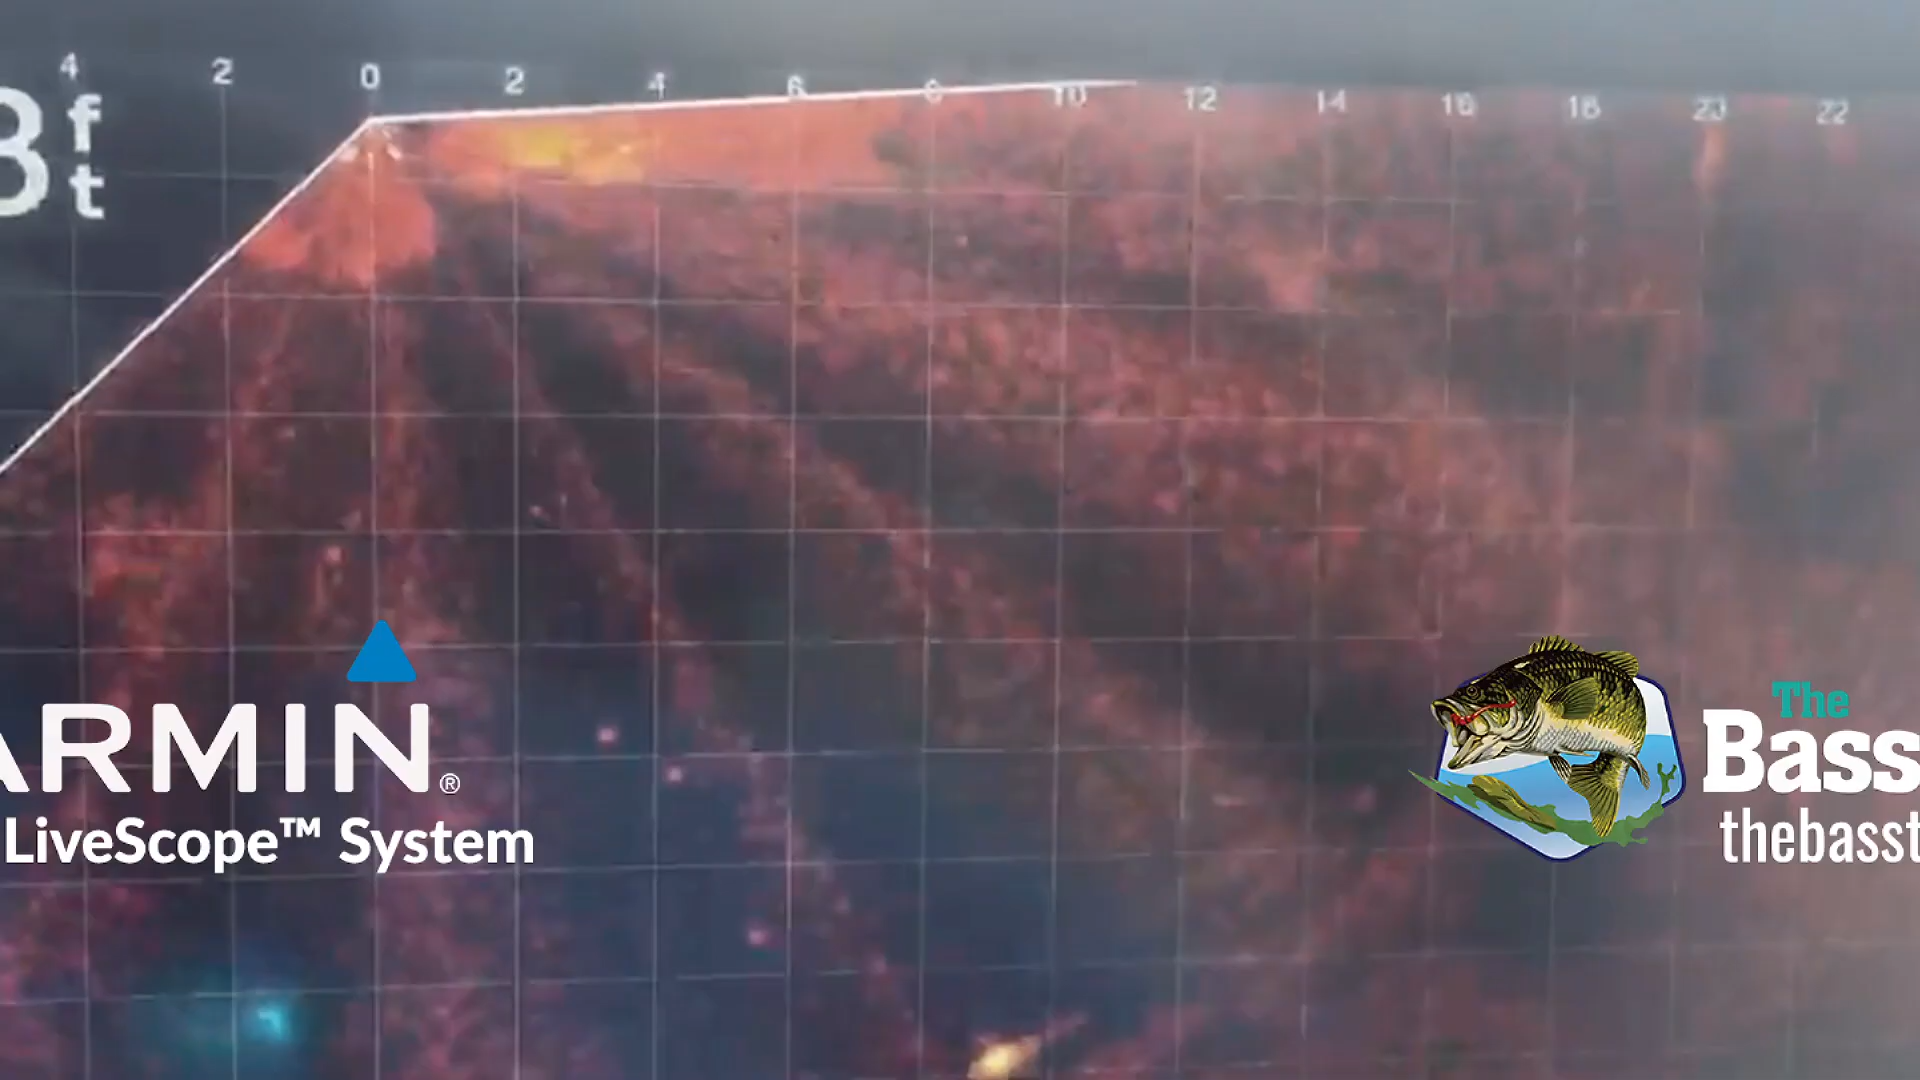 4 2 0 2 4 6 8 10 12 14 16 18 20 22
3 ft
ARMIN®
LiveScope™ System
The
Bass
thebasst